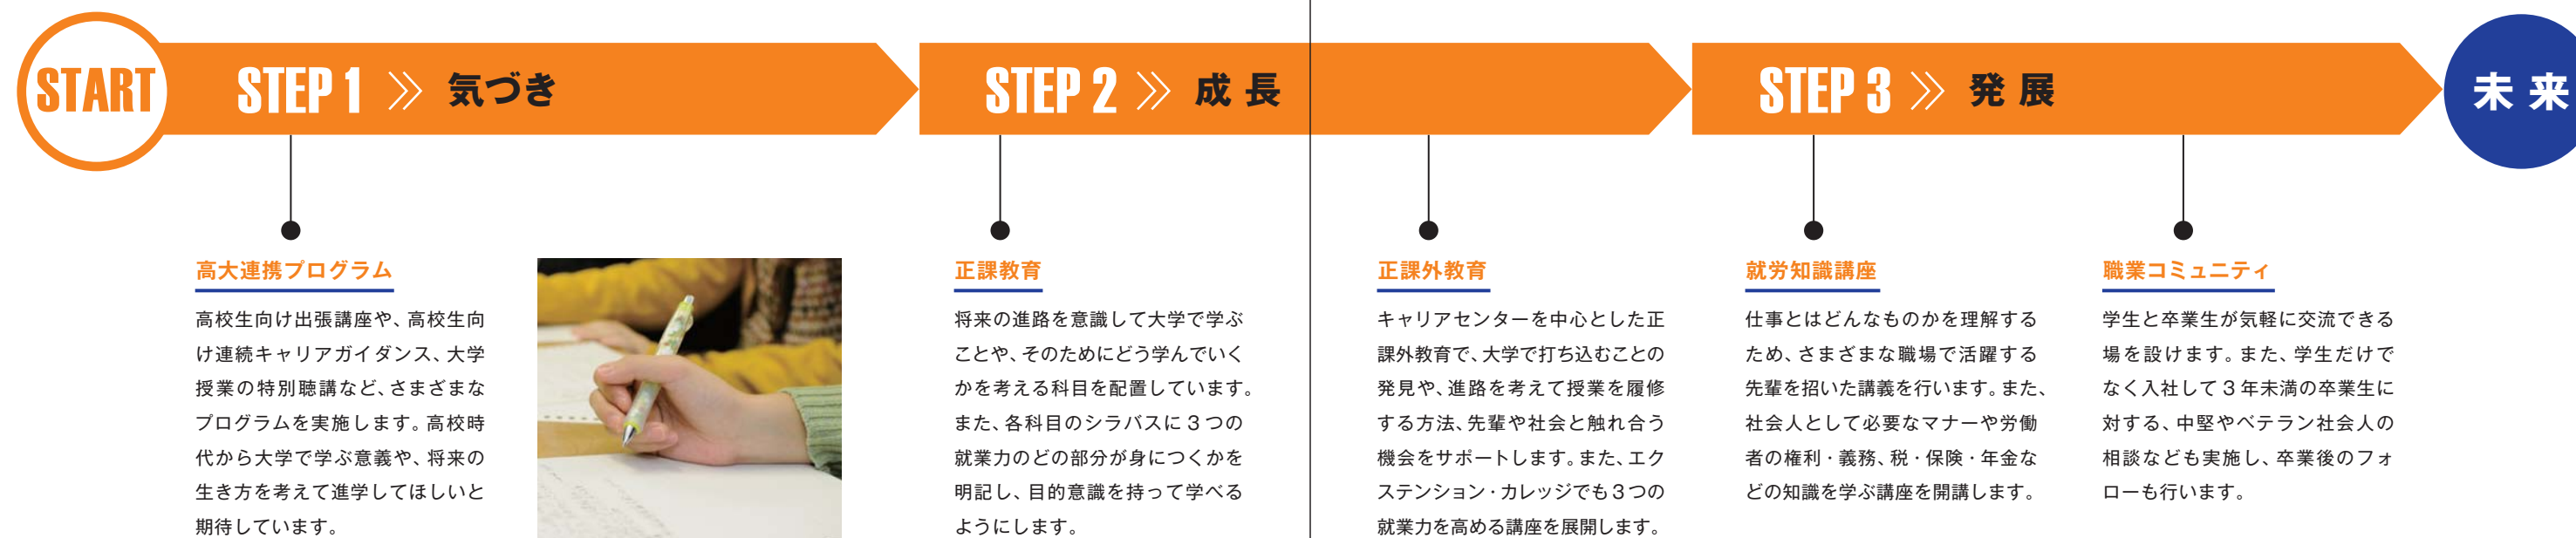 START
STEP 1 》 気づき
STEP 2 》 成長
STEP 3 》 発展
未来
高大連携プログラム
高校生向け出張講座や、高校生向
け連続キャリアガイダンス、大学
授業の特別聴講など、さまざまな
プログラムを実施します。高校時
代から大学で学ぶ意義や、将来の
生き方を考えて進学してほしいと
期待しています。
正課教育
将来の進路を意識して大学で学ぶ
ことや、そのためにどう学んでいく
かを考える科目を配置しています。
また、各科目のシラバスに3つの
就業力のどの部分が身につくかを
明記し、目的意識を持って学べる
ようにします。
正課外教育
キャリアセンターを中心とした正
課外教育で、大学で打ち込むことの
発見や、進路を考えて授業を履修
する方法、先輩や社会と触れ合う
機会をサポートします。また、エク
ステンション・カレッジでも3つの
就業力を高める講座を展開します。
就労知識講座
仕事とはどんなものかを理解する
ため、さまざまな職場で活躍する
先輩を招いた講義を行います。また、
社会人として必要なマナーや労働
者の権利・義務、税・保険・年金な
どの知識を学ぶ講座を開講します。
職業コミュニティ
学生と卒業生が気軽に交流できる
場を設けます。また、学生だけで
なく入社して3年未満の卒業生に
対する、中堅やベテラン社会人の
相談なども実施し、卒業後のフォ
ローも行います。